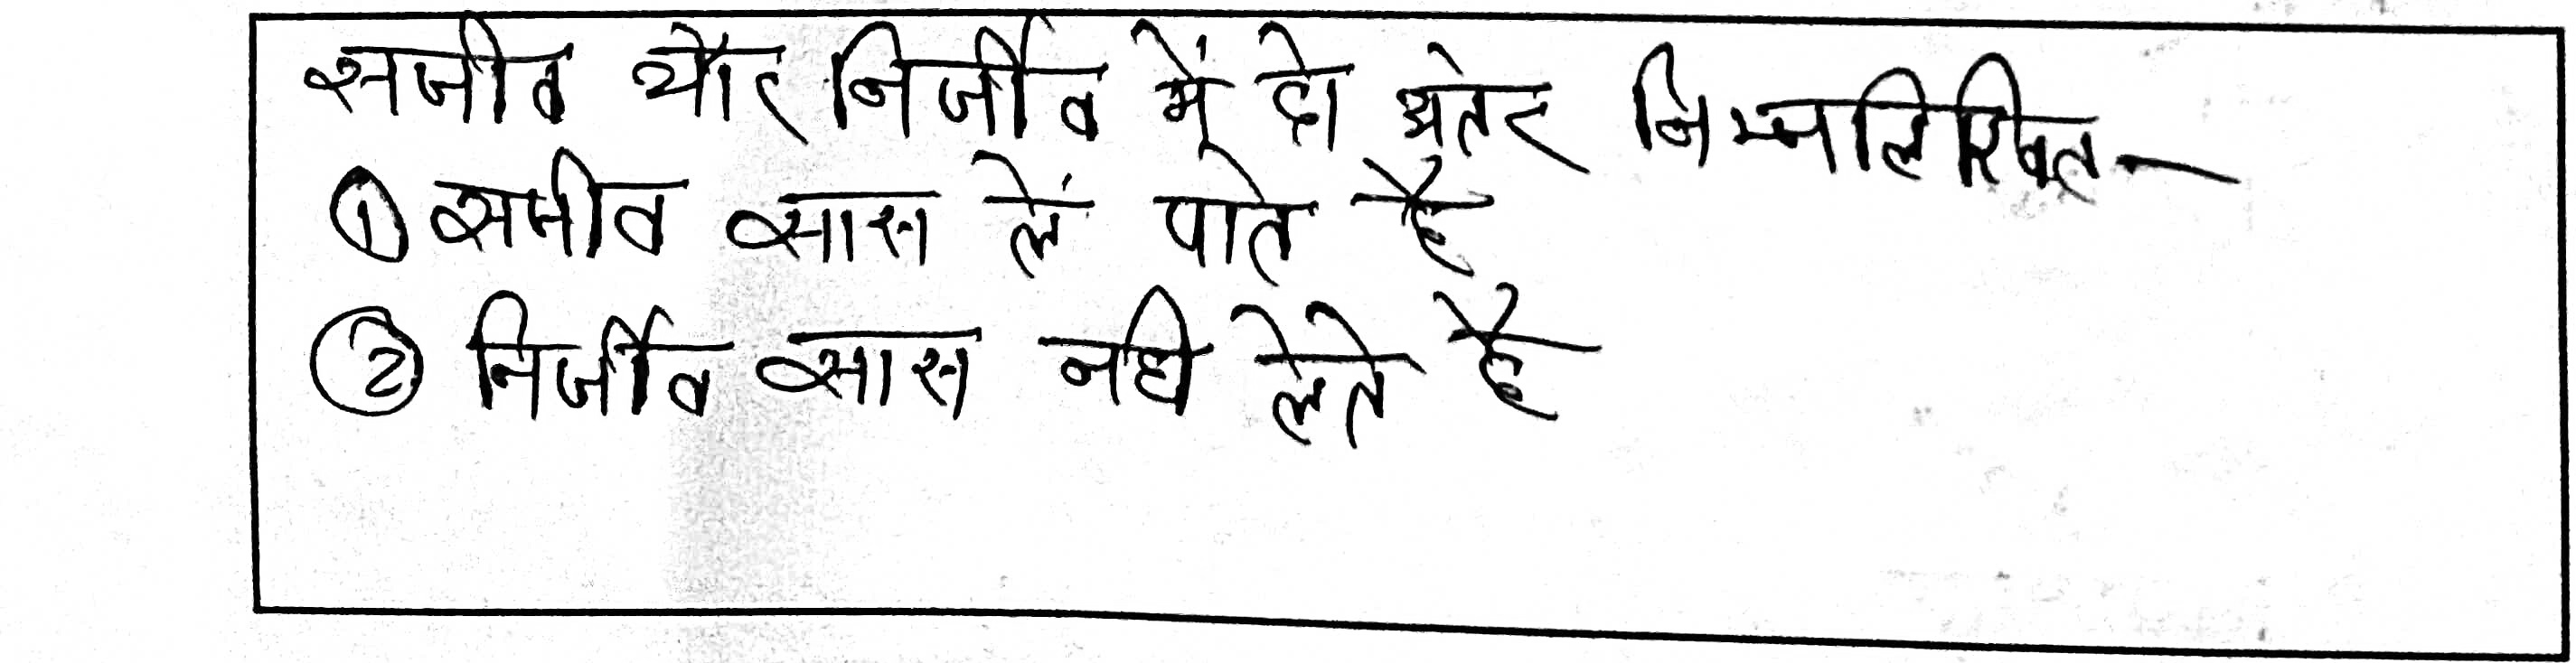 सजीव और निर्जीव में दो अंतर निम्नलिखित—
① सजीव सास लें पाते है
② निर्जीव सास नही लेते है